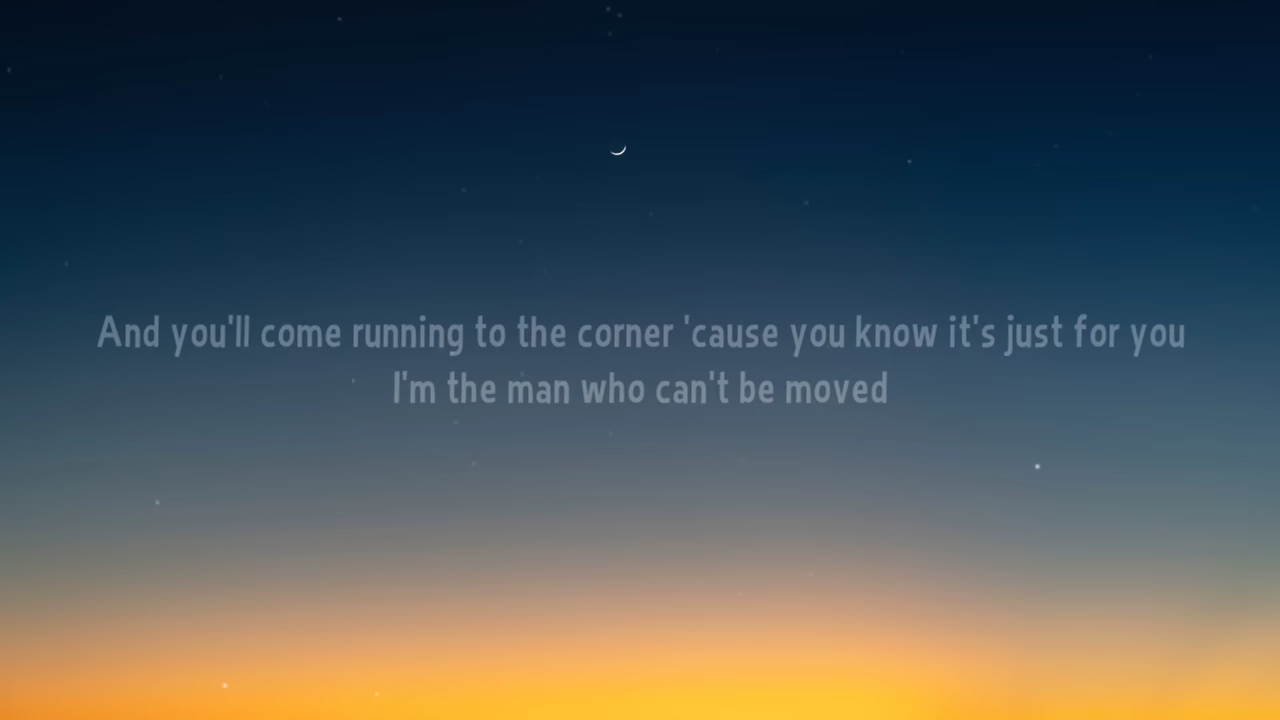 And you'll come running to the corner 'cause you know it's just for you
I'm the man who can't be moved